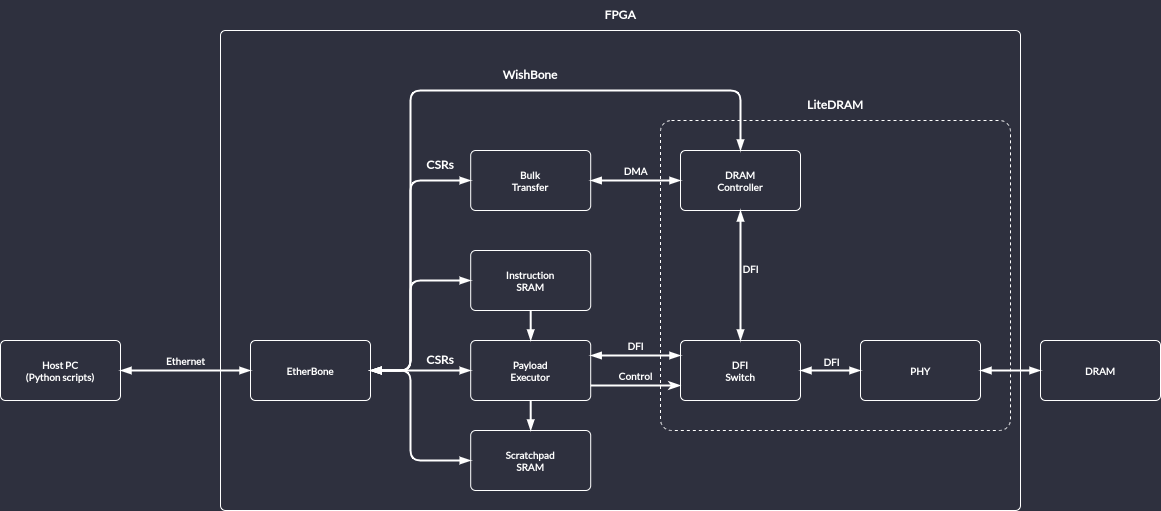 FPGA
WishBone
LiteDRAM
CSRs
Bulk
Transfer
DMA
DRAM
Controller
Instruction
SRAM
DFI
Host PC
(Python scripts)
Ethernet
EtherBone
CSRs
Payload
Executor
DFI
Control
DFI
Switch
DFI
PHY
DRAM
Scratchpad
SRAM